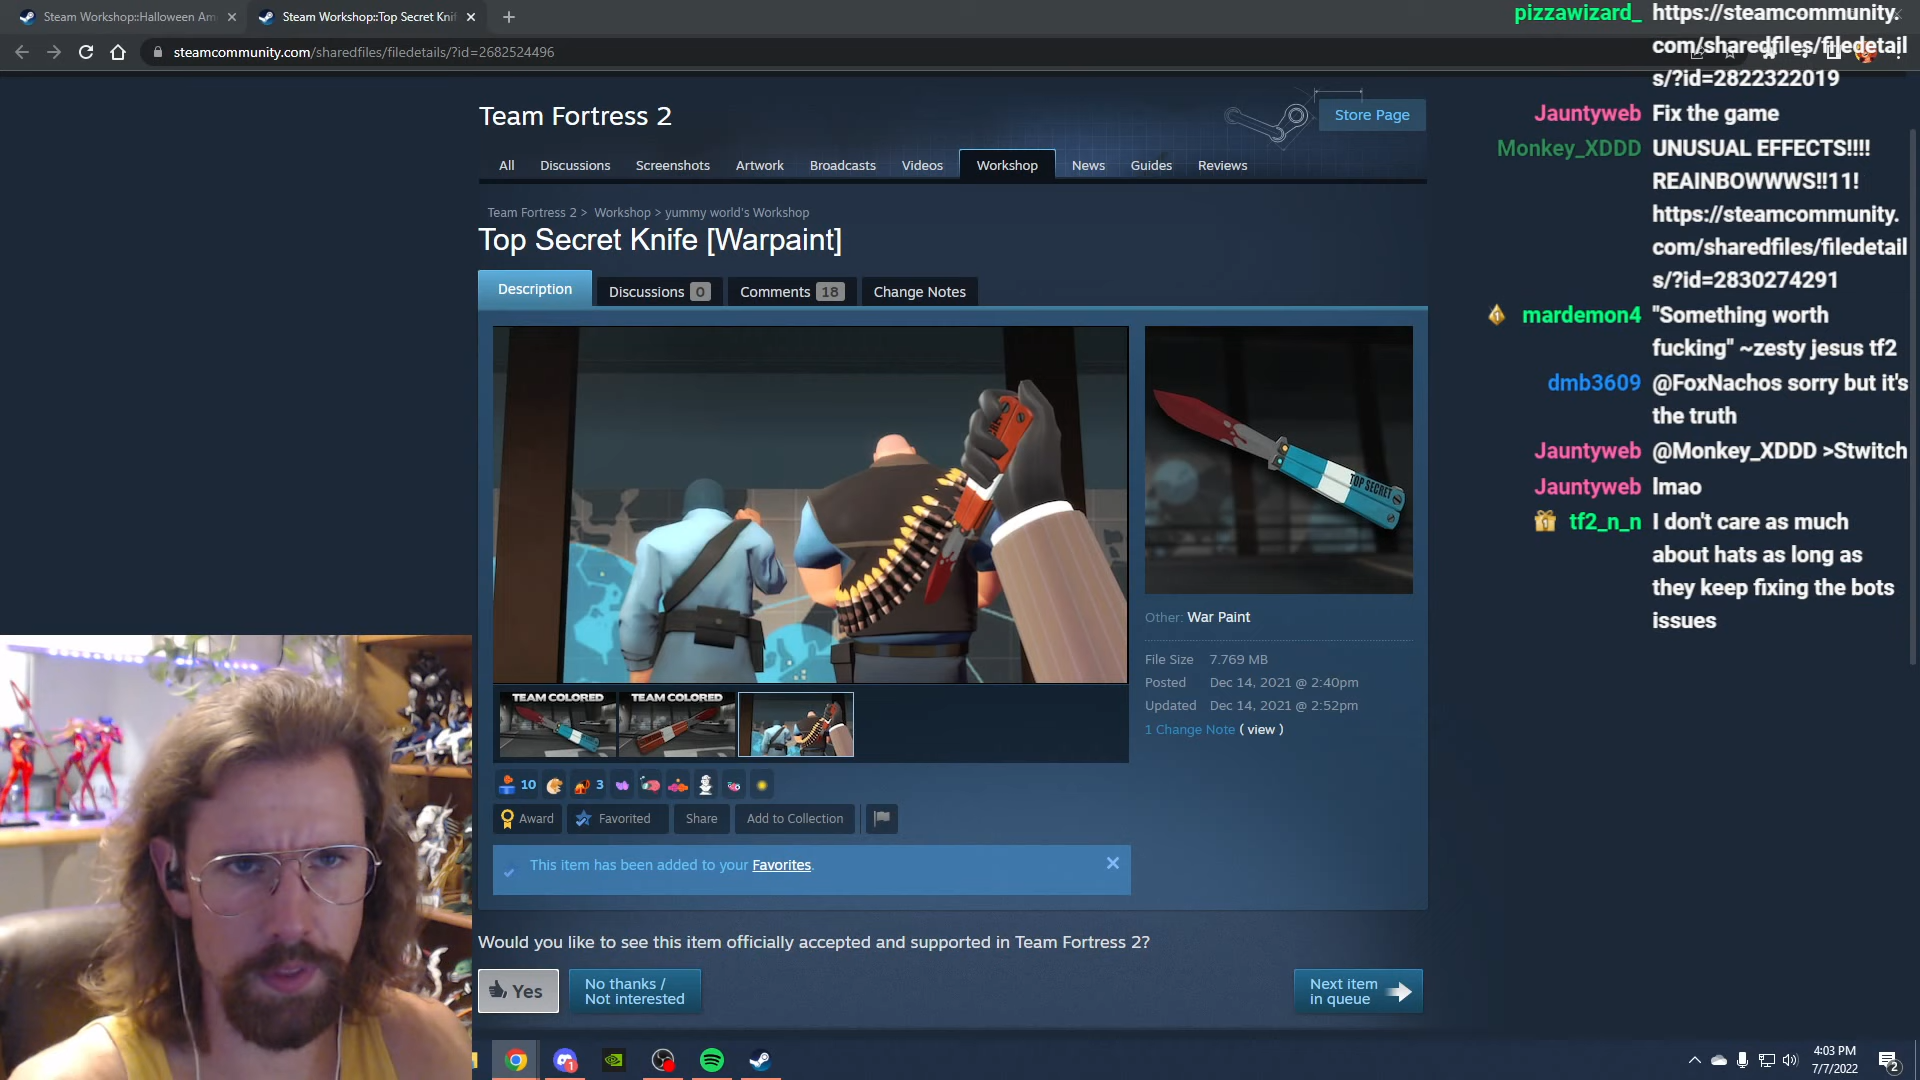 Steam Workshop::Halloween Am
Steam Workshop::Top Secret Knif
steamcommunity.com/sharedfiles/filedetails/?id=2682524496
Team Fortress 2
Store Page
All Discussions Screenshots Artwork Broadcasts Videos Workshop News Guides Reviews
Team Fortress 2 > Workshop > yummy world's Workshop
Top Secret Knife [Warpaint]
Description
Discussions 0
Comments 18
Change Notes
TOP SECRET
Other: War Paint
File Size 7.769 MB
Posted Dec 14, 2021 @ 2:40pm
Updated Dec 14, 2021 @ 2:52pm
1 Change Note ( view )
TEAM COLORED
TEAM COLORED
10
3
Award
Favorited
Share
Add to Collection
This item has been added to your Favorites.
Would you like to see this item officially accepted and supported in Team Fortress 2?
Yes
No thanks /
Not interested
Next item
in queue
pizzawizard_ https://steamcommunity.
com/sharedfiles/filedetail
s/?id=2822322019
Jauntyweb Fix the game
Monkey_XDDD UNUSUAL EFFECTS!!!!
REAINBOWWWS!!11!
https://steamcommunity.
com/sharedfiles/filedetail
s/?id=2830274291
mardemon4 "Something worth
fucking" ~zesty jesus tf2
dmb3609 @FoxNachos sorry but it's
the truth
Jauntyweb @Monkey_XDDD >Stwitch
Jauntyweb lmao
tf2_n_n I don't care as much
about hats as long as
they keep fixing the bots
issues
4:03 PM
7/7/2022
2